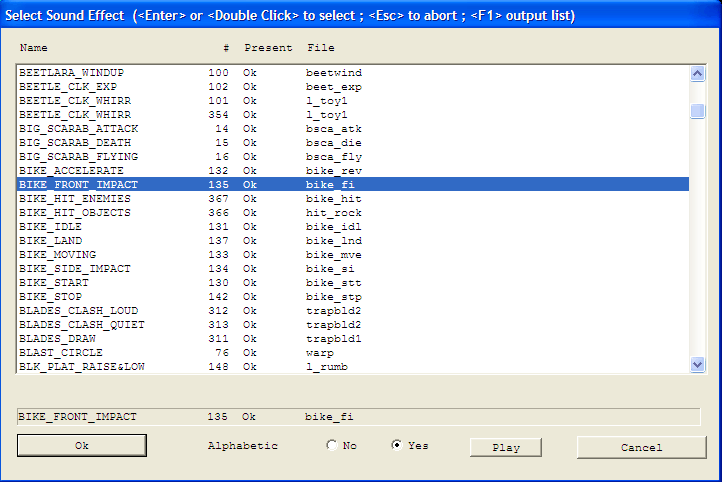 Select Sound Effect (<Enter> or <Double Click> to select ; <Esc> to abort ; <F1> output list)
Name # Present File
BEETLARA_WINDUP 100 Ok beetwind
BEETLE_CLK_EXP 102 Ok beet_exp
BEETLE_CLK_WHIRR 101 Ok l_toy1
BEETLE_CLK_WHIRR 354 Ok l_toy1
BIG_SCARAB_ATTACK 14 Ok bsca_atk
BIG_SCARAB_DEATH 15 Ok bsca_die
BIG_SCARAB_FLYING 16 Ok bsca_fly
BIKE_ACCELERATE 132 Ok bike_rev
BIKE_FRONT_IMPACT 135 Ok bike_fi
BIKE_HIT_ENEMIES 367 Ok bike_hit
BIKE_HIT_OBJECTS 366 Ok hit_rock
BIKE_IDLE 131 Ok bike_idl
BIKE_LAND 137 Ok bike_lnd
BIKE_MOVING 133 Ok bike_mve
BIKE_SIDE_IMPACT 134 Ok bike_si
BIKE_START 130 Ok bike_stt
BIKE_STOP 142 Ok bike_stp
BLADES_CLASH_LOUD 312 Ok trapbld2
BLADES_CLASH_QUIET 313 Ok trapbld2
BLADES_DRAW 311 Ok trapbld1
BLAST_CIRCLE 76 Ok warp
BLK_PLAT_RAISE&LOW 148 Ok l_rumb
BIKE_FRONT_IMPACT 135 Ok bike_fi
Ok Alphabetic No Yes Play Cancel